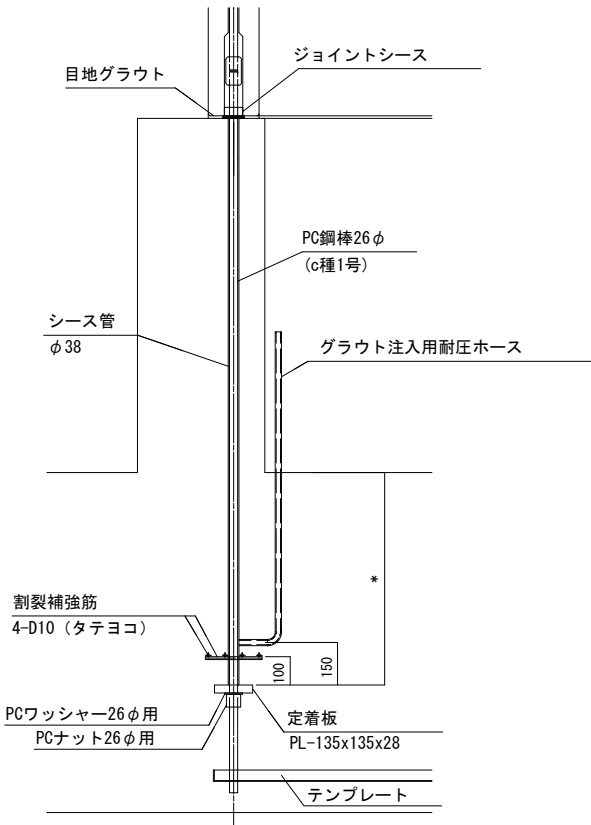 ジョイントシース
目地グラウト
PC鋼棒26φ
(c種1号)
シース管
φ38
グラウト注入用耐圧ホース
*
割裂補強筋
4-D10（タテヨコ）
100
150
PCワッシャー26φ用
定着板
PCナット26φ用
PL-135x135x28
テンプレート